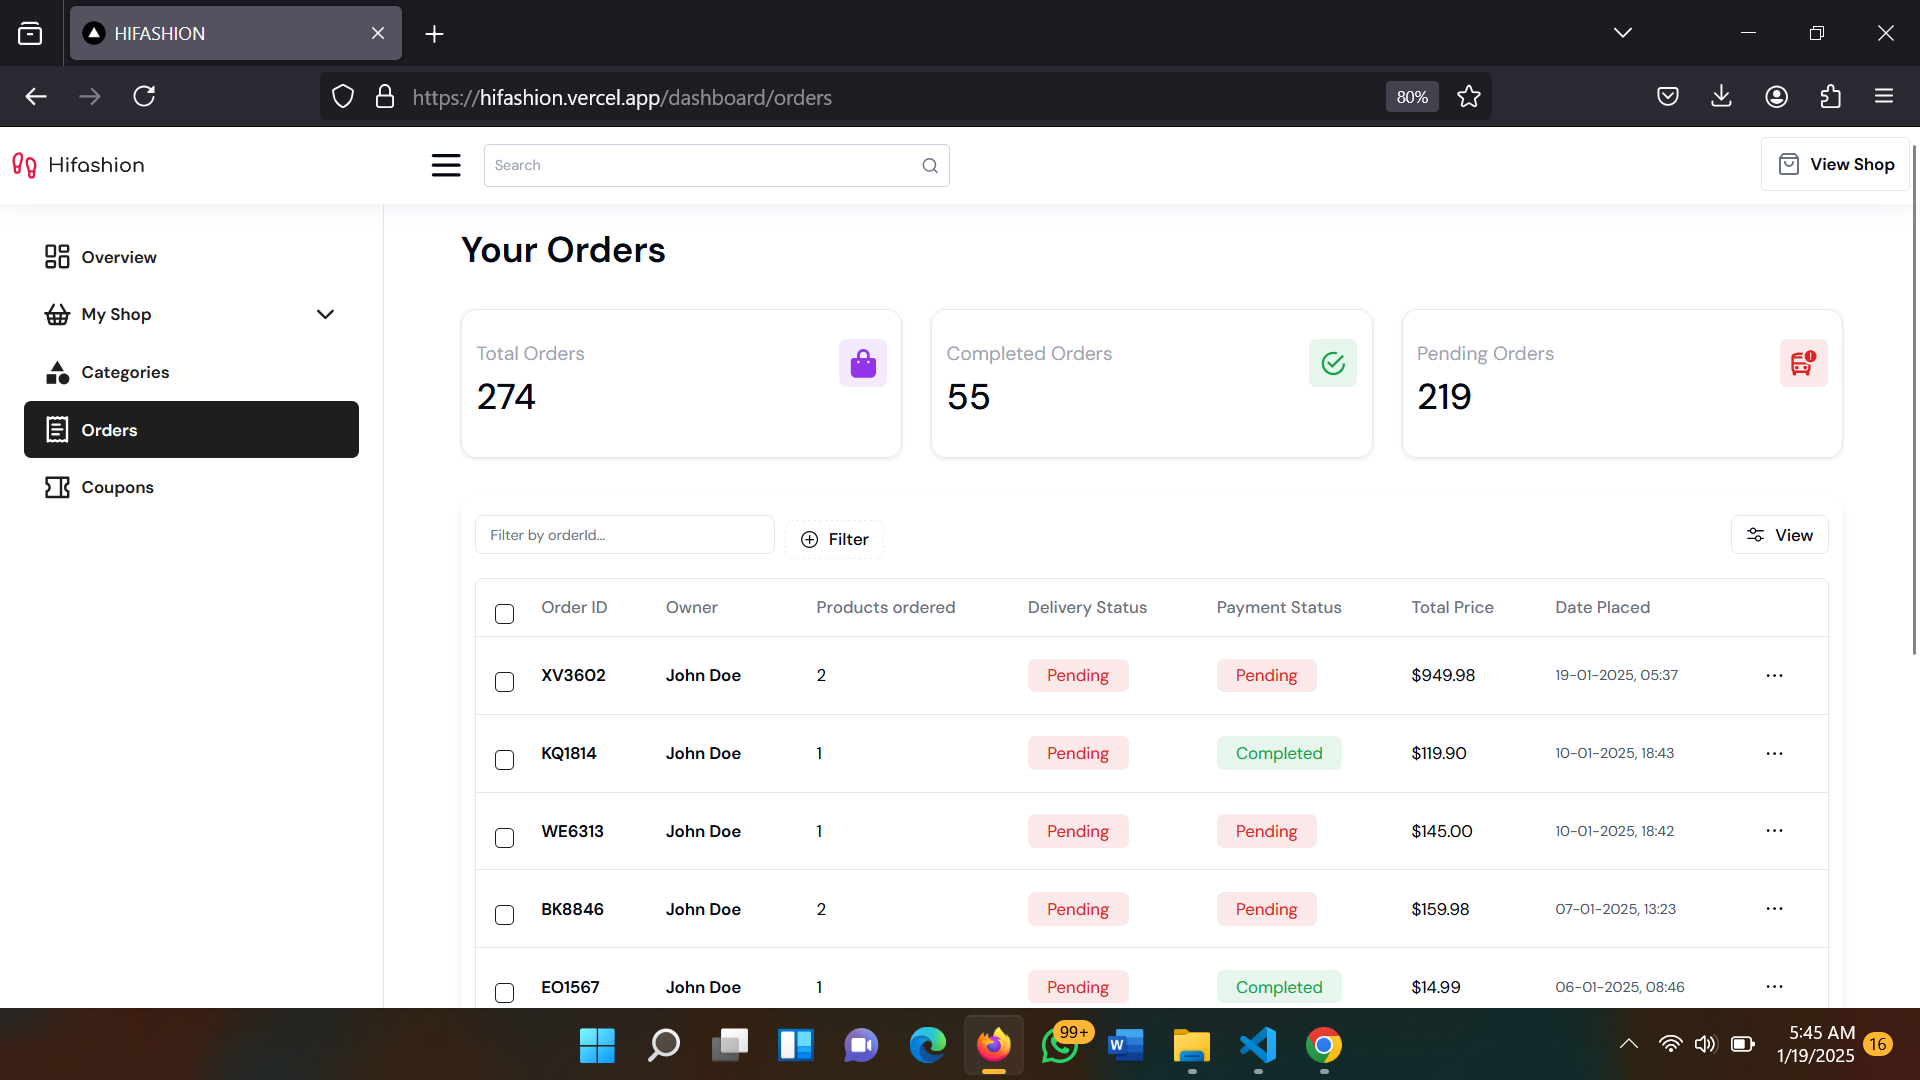 HIFASHION
https://hifashion.vercel.app/dashboard/orders
80%
Hifashion
Search
View Shop
Overview
My Shop
Categories
Orders
Coupons
Your Orders
Total Orders
274
Completed Orders
55
Pending Orders
219
Filter by orderId...
Filter
View
Order ID Owner Products ordered Delivery Status Payment Status Total Price Date Placed
XV3602 John Doe 2 Pending Pending $949.98 19-01-2025, 05:37
KQ1814 John Doe 1 Pending Completed $119.90 10-01-2025, 18:43
WE6313 John Doe 1 Pending Pending $145.00 10-01-2025, 18:42
BK8846 John Doe 2 Pending Pending $159.98 07-01-2025, 13:23
EO1567 John Doe 1 Pending Completed $14.99 06-01-2025, 08:46
99+
W
5:45 AM
1/19/2025
16